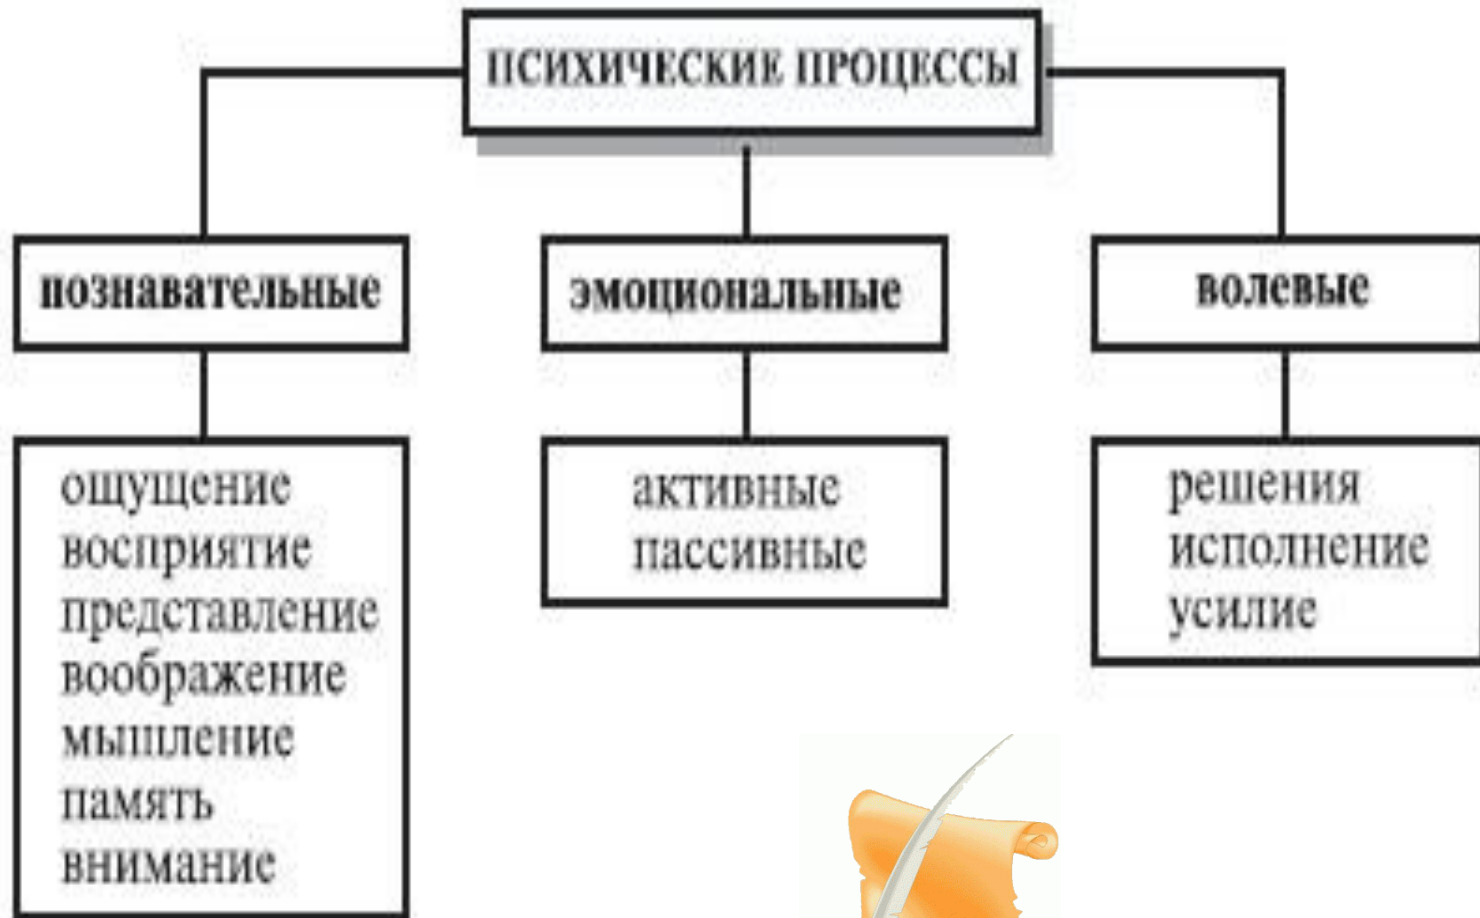 ПСИХИЧЕСКИЕ ПРОЦЕССЫ
познавательные
эмоциональные
волевые
ощущение
восприятие
представление
воображение
мышление
память
внимание
активные
пассивные
решения
исполнение
усилие